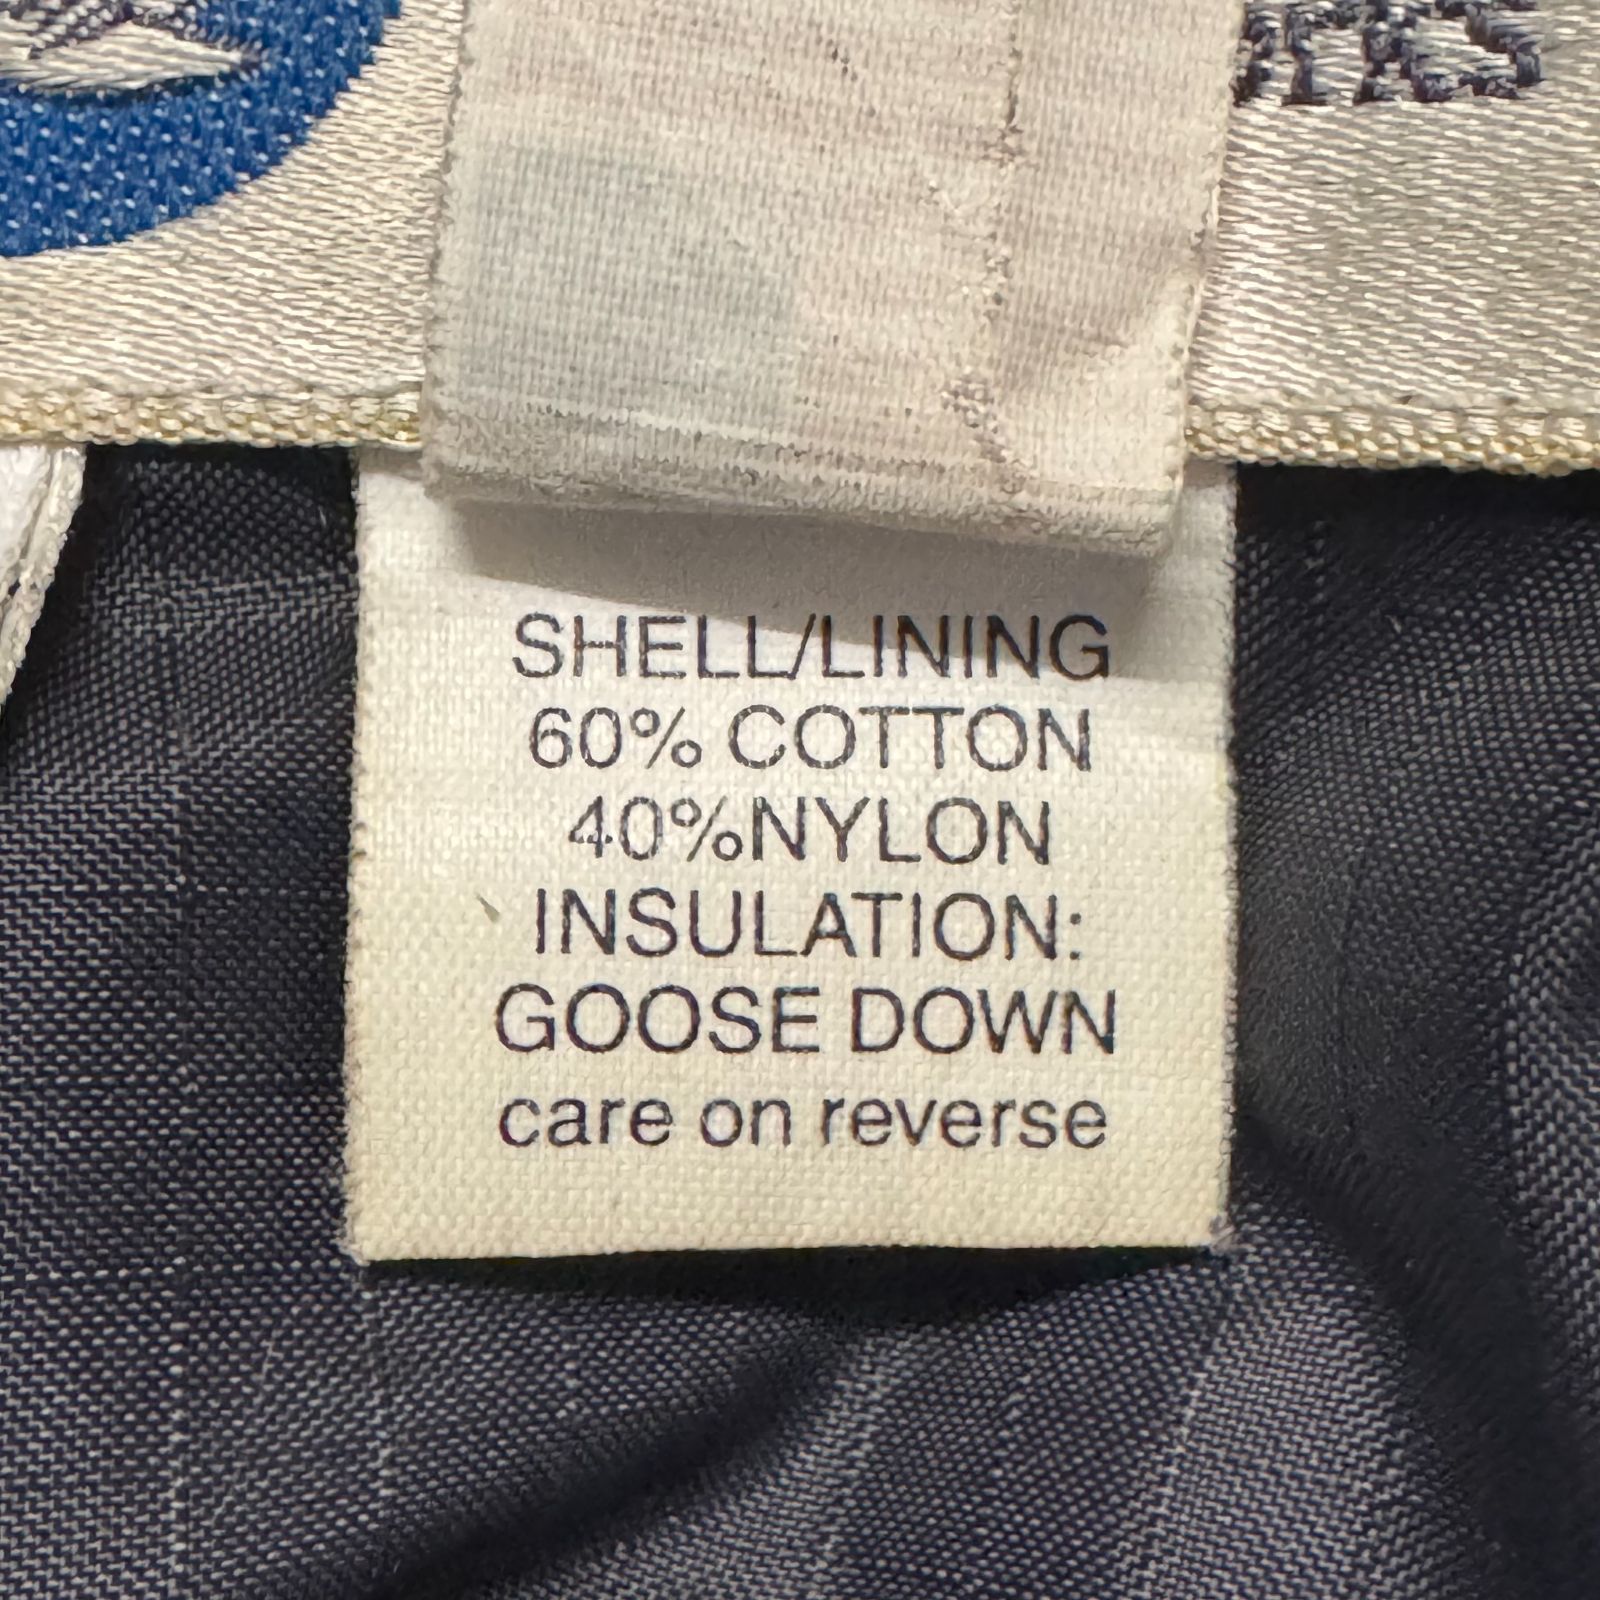 SHELL/LINING
60% COTTON
40%NYLON
INSULATION:
GOOSE DOWN
care on reverse